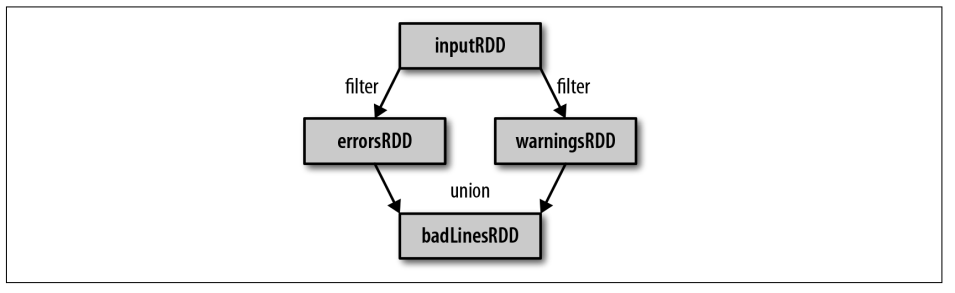 inputRDD
filter
filter
errorsRDD
warningsRDD
union
badLinesRDD